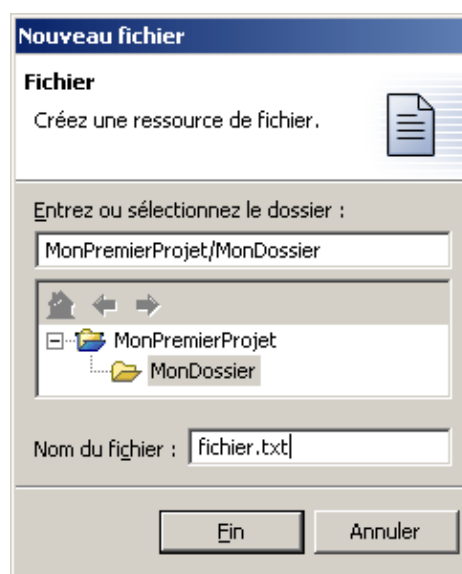 Nouveau fichier
Fichier
Créez une ressource de fichier.
Entrez ou sélectionnez le dossier :
MonPremierProjet/MonDossier
MonPremierProjet
MonDossier
Nom du fichier : fichier.txt
Fin Annuler